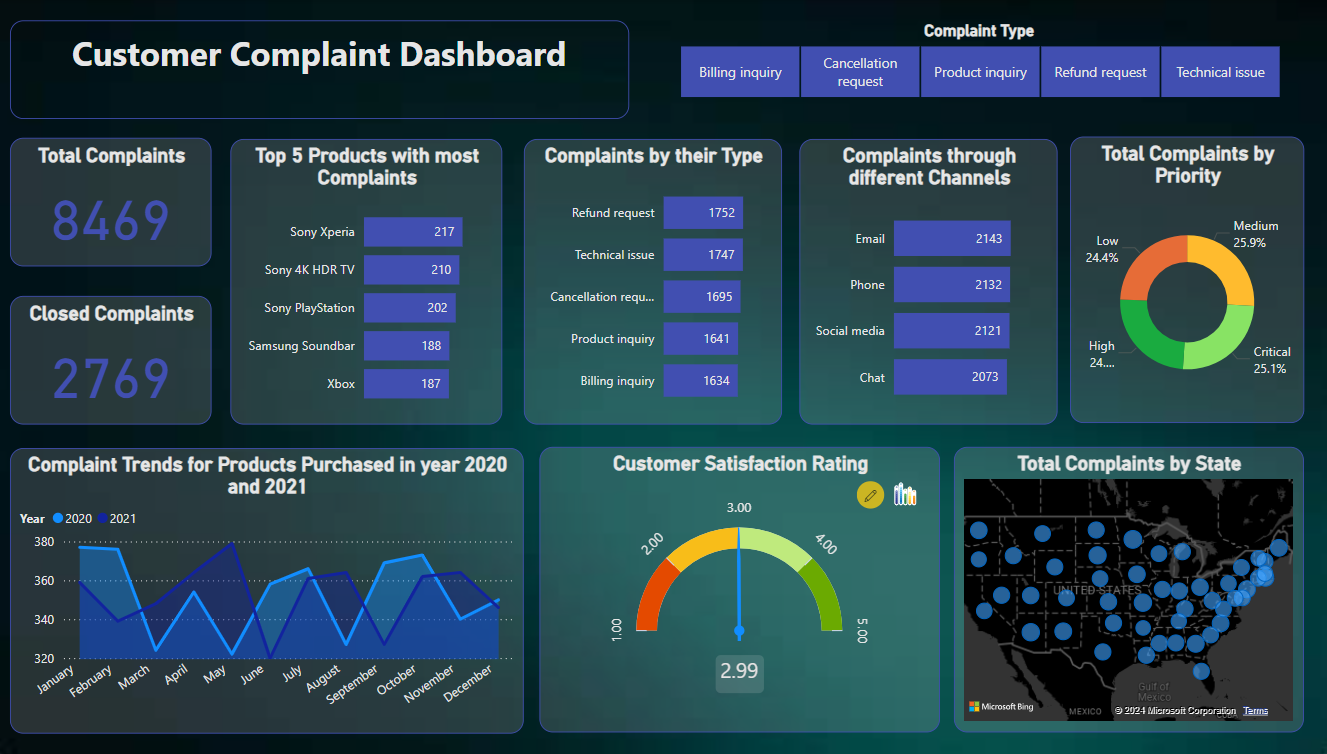 Customer Complaint Dashboard
Complaint Type
Billing inquiry
Cancellation
request
Product inquiry
Refund request
Technical issue
Total Complaints
8469
Closed Complaints
2769
Top 5 Products with most
Complaints
Sony Xperia 217
Sony 4K HDR TV 210
Sony PlayStation 202
Samsung Soundbar 188
Xbox 187
Complaints by their Type
Refund request 1752
Technical issue 1747
Cancellation requ... 1695
Product inquiry 1641
Billing inquiry 1634
Complaints through
different Channels
Email 2143
Phone 2132
Social media 2121
Chat 2073
Total Complaints by
Priority
Medium
25.9%
Low
24.4%
High
24....
Critical
25.1%
Complaint Trends for Products Purchased in year 2020
and 2021
Year 2020 2021
380
360
340
320
January
February
March
April
May
June
July
August
September
October
November
December
Customer Satisfaction Rating
1.00
2.00
3.00
4.00
5.00
2.99
Total Complaints by State
UNITED STATES
Gulf of
Mexico
MEXICO
CUBA
Microsoft Bing
© 2024 Microsoft Corporation Terms